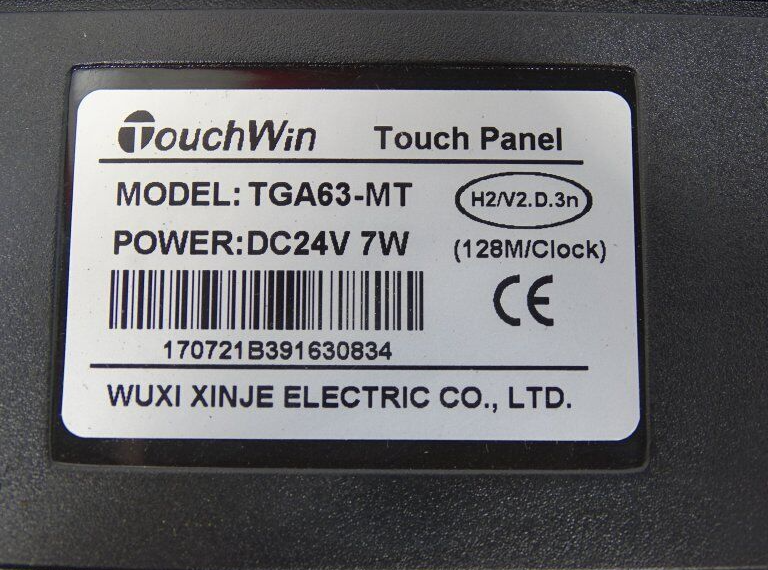 TouchWin Touch Panel
MODEL: TGA63-MT
H2/V2.D.3n
POWER:DC24V 7W
(128M/Clock)
CE
170721B391630834
WUXI XINJE ELECTRIC CO., LTD.